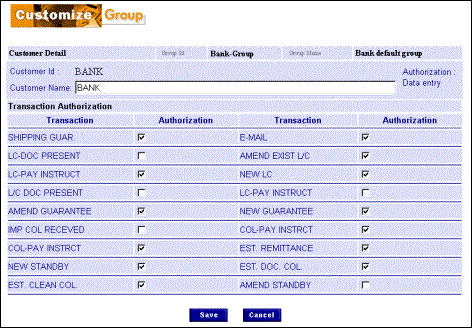 Customize Group
Customer Detail Group Id Bank-Group Group Name Bank default group
Customer Id : BANK Authorization :
Customer Name: BANK Data entry
Transaction Authorization
Transaction Authorization Transaction Authorization
SHIPPING GUAR E-MAIL
LC-DOC PRESENT AMEND EXIST L/C
LC-PAY INSTRUCT NEW LC
L/C DOC PRESENT LC-PAY INSTRUCT
AMEND GUARANTEE NEW GUARANTEE
IMP COL RECEVED COL-PAY INSTRCT
COL-PAY INSTRCT EST. REMITTANCE
NEW STANDBY EST. DOC. COL.
EST. CLEAN COL. AMEND STANDBY
Save Cancel